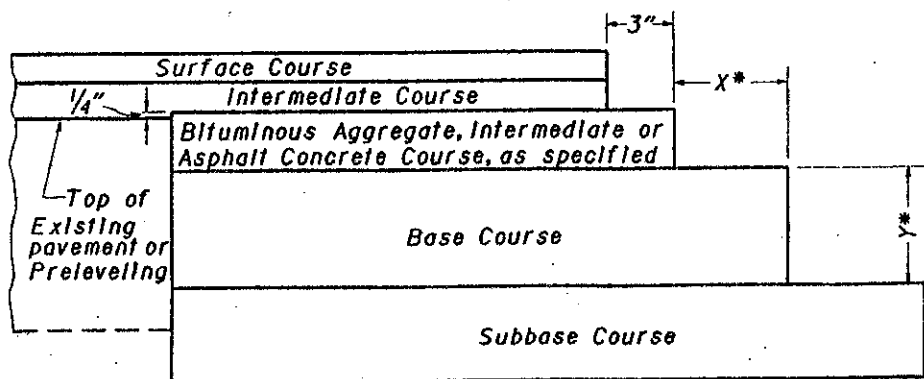 3"
Surface Course
X*
Intermediate Course
1/4"
Bituminous Aggregate, Intermediate or
Asphalt Concrete Course, as specified
Top of
Existing
pavement or
Preleveling
Base Course
Y*
Subbase Course